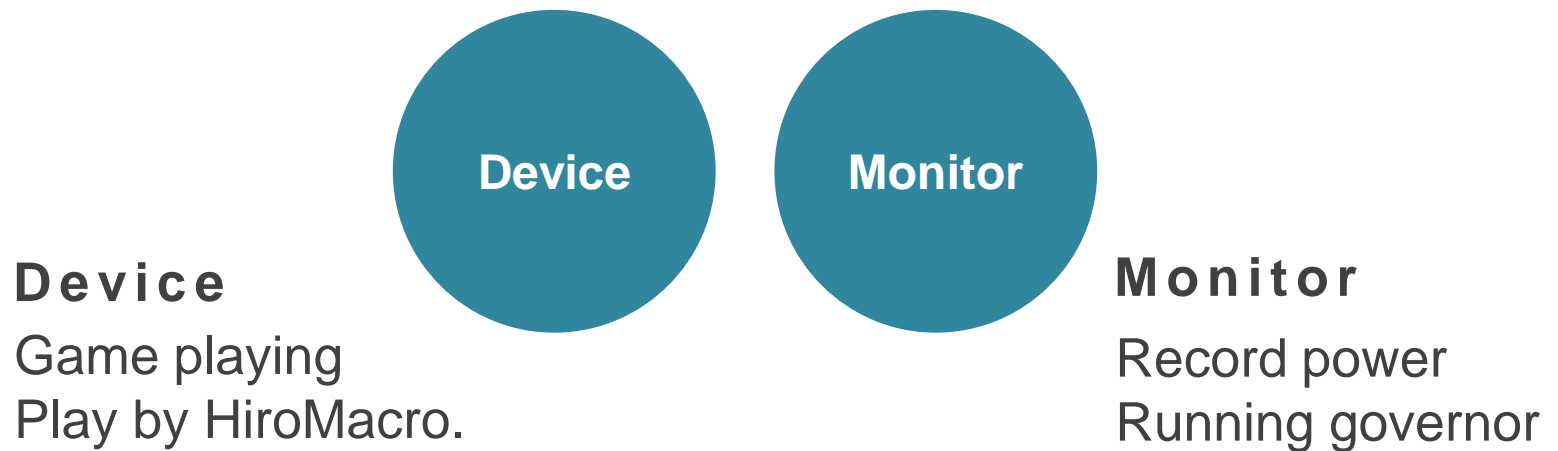 Device
Monitor
Device
Game playing
Play by HiroMacro.
Monitor
Record power
Running governor